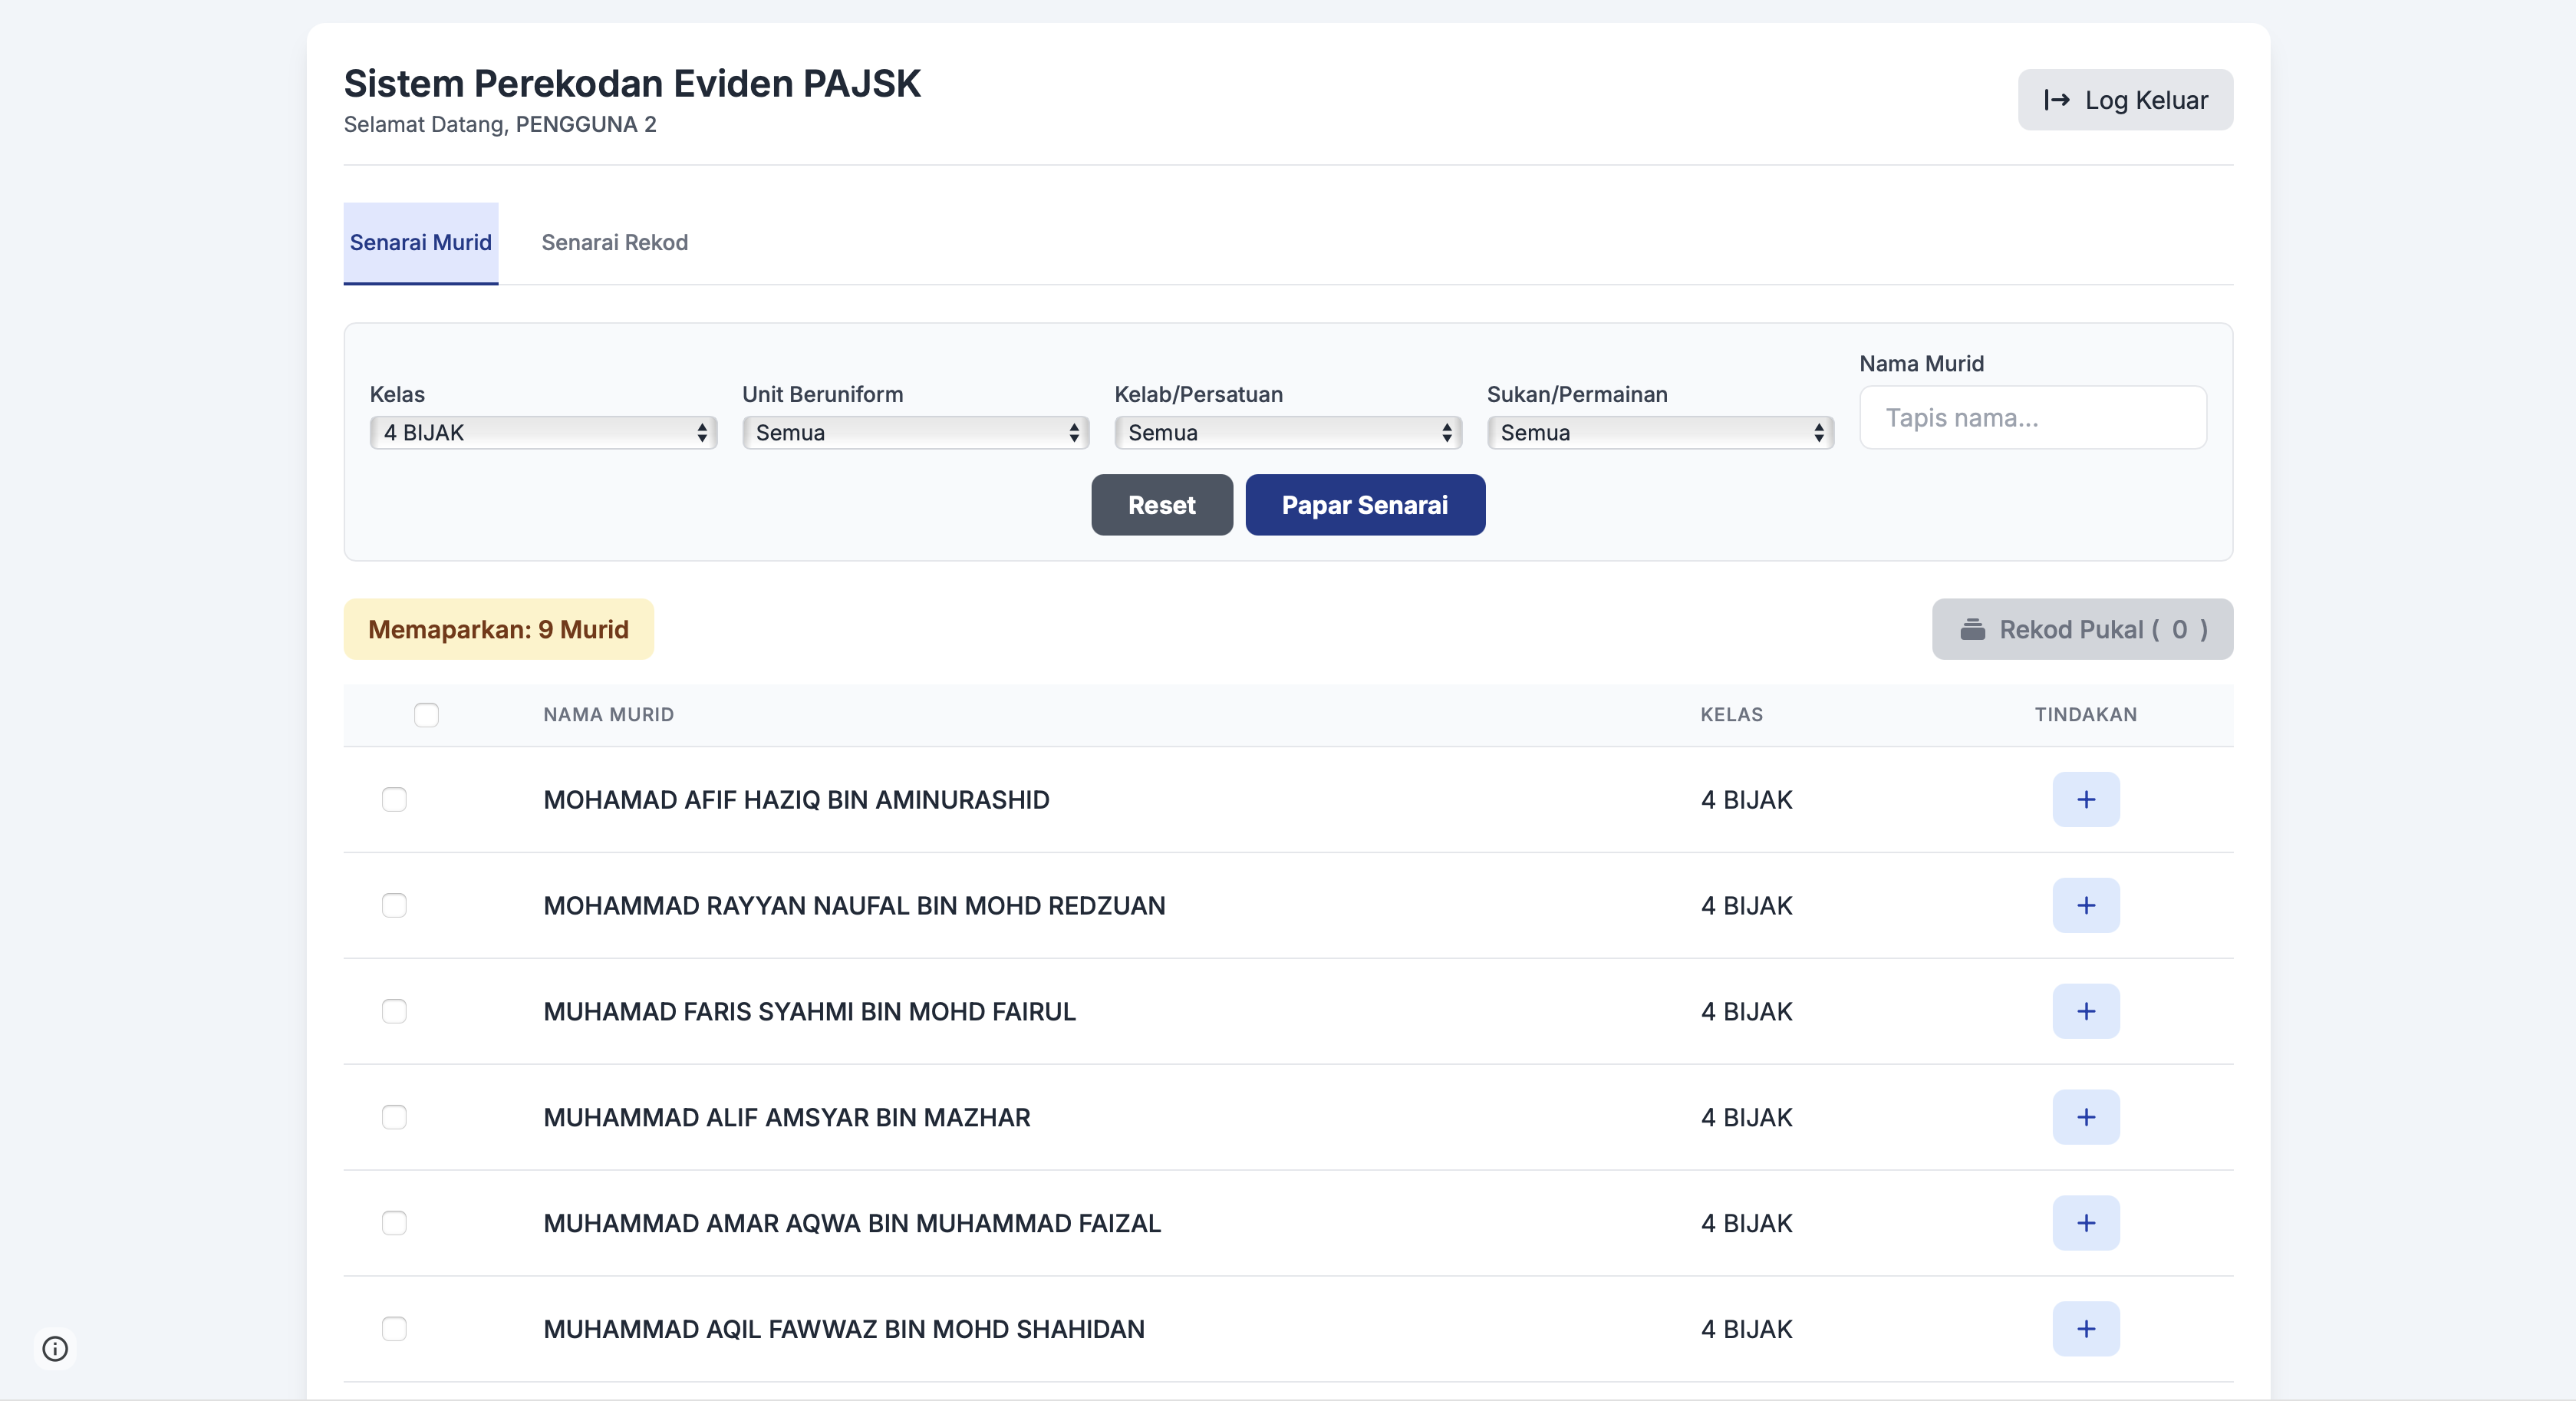 Sistem Perekodan Eviden PAJSK
Selamat Datang, PENGGUNA 2
Log Keluar
Senarai Murid
Senarai Rekod
Kelas
4 BIJAK
Unit Beruniform
Semua
Kelab/Persatuan
Semua
Sukan/Permainan
Semua
Nama Murid
Tapis nama...
Reset
Papar Senarai
Memaparkan: 9 Murid
Rekod Pukal ( 0 )
NAMA MURID KELAS TINDAKAN
MOHAMAD AFIF HAZIQ BIN AMINURASHID 4 BIJAK +
MOHAMMAD RAYYAN NAUFAL BIN MOHD REDZUAN 4 BIJAK +
MUHAMAD FARIS SYAHMI BIN MOHD FAIRUL 4 BIJAK +
MUHAMMAD ALIF AMSYAR BIN MAZHAR 4 BIJAK +
MUHAMMAD AMAR AQWA BIN MUHAMMAD FAIZAL 4 BIJAK +
MUHAMMAD AQIL FAWWAZ BIN MOHD SHAHIDAN 4 BIJAK +